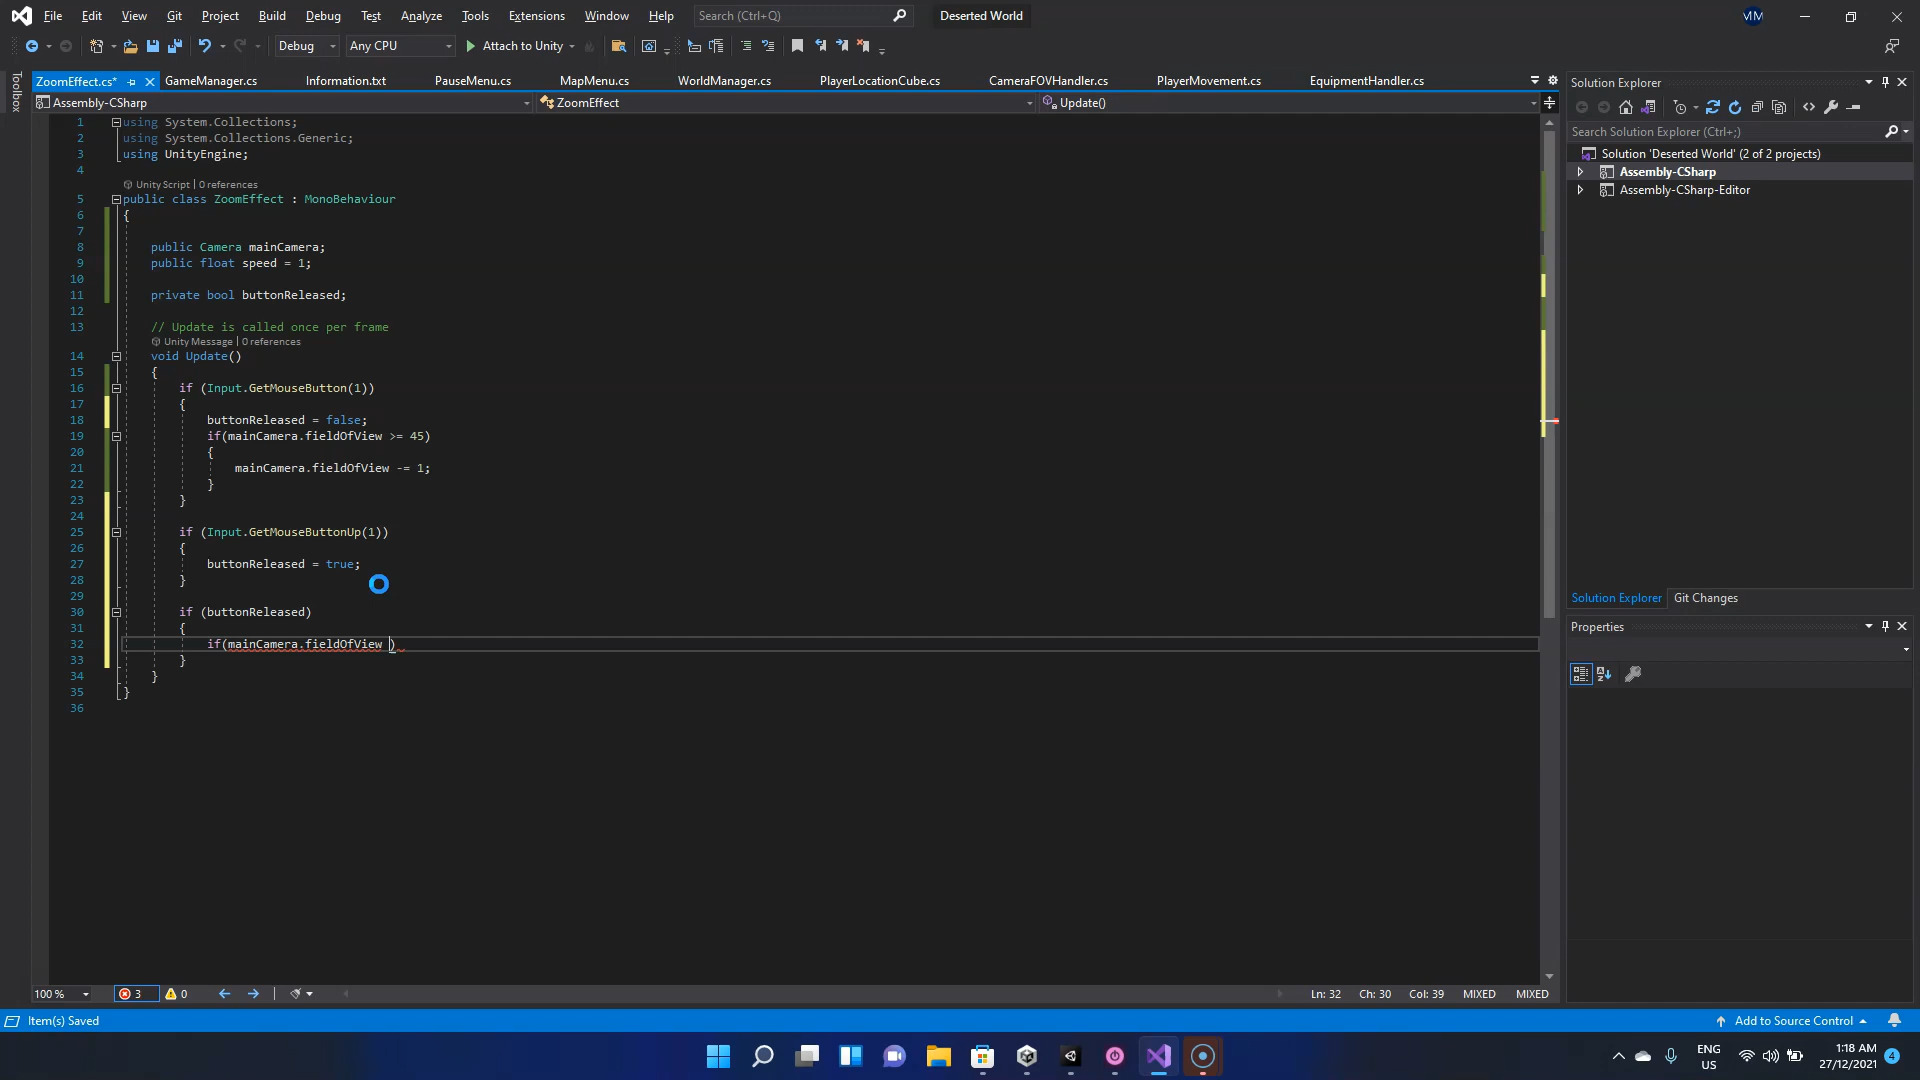 File Edit View Git Project Build Debug Test Analyze Tools Extensions Window Help Search (Ctrl+Q) Deserted World MM
Debug Any CPU Attach to Unity
Toolbox
ZoomEffect.cs* GameManager.cs Information.txt PauseMenu.cs MapMenu.cs WorldManager.cs PlayerLocationCube.cs CameraFOVHandler.cs PlayerMovement.cs EquipmentHandler.cs
Assembly-CSharp ZoomEffect Update()
1 using System.Collections;
2 using System.Collections.Generic;
3 using UnityEngine;
4
Unity Script | 0 references
5 public class ZoomEffect : MonoBehaviour
6 {
7
8 public Camera mainCamera;
9 public float speed = 1;
10
11 private bool buttonReleased;
12
13 // Update is called once per frame
Unity Message | 0 references
14 void Update()
15 {
16 if (Input.GetMouseButton(1))
17 {
18 buttonReleased = false;
19 if(mainCamera.fieldOfView >= 45)
20 {
21 mainCamera.fieldOfView -= 1;
22 }
23 }
24
25 if (Input.GetMouseButtonUp(1))
26 {
27 buttonReleased = true;
28 }
29
30 if (buttonReleased)
31 {
32 if(mainCamera.fieldOfView )
33 }
34 }
35 }
36
Solution Explorer
Search Solution Explorer (Ctrl+;)
Solution 'Deserted World' (2 of 2 projects)
Assembly-CSharp
Assembly-CSharp-Editor
Solution Explorer Git Changes
Properties
100 % 3 0 Ln: 32 Ch: 30 Col: 39 MIXED MIXED
Item(s) Saved Add to Source Control
ENG
US
1:18 AM
27/12/2021
4